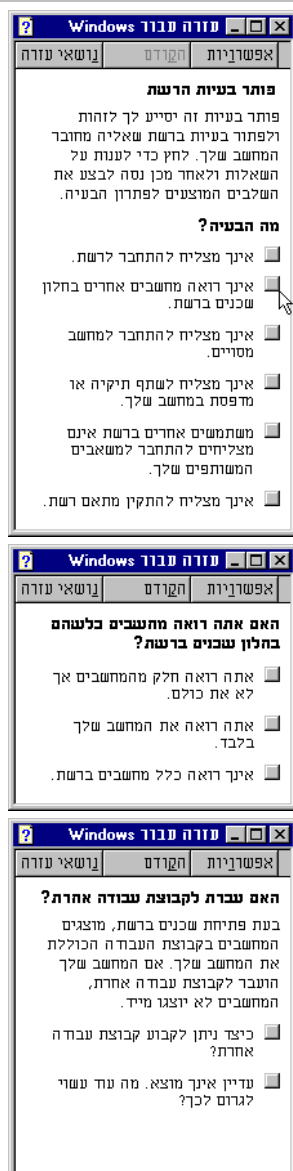 עזרה עבור Windows
אפשרויות הקודם נושאי עזרה
פותר בעיות הרשת
פותר בעיות זה יסייע לך לזהות
ולפתור בעיות ברשת שאליה מחובר
המחשב שלך. לחץ כדי לענות על
השאלות ולאחר מכן נסה לבצע את
השלבים המוצעים לפתרון הבעיה.
מה הבעיה?
אינך מצליח להתחבר לרשת.
אינך רואה מחשבים אחרים בחלון
שכנים ברשת.
אינך מצליח להתחבר למחשב
מסויים.
אינך מצליח לשתף תיקיה או
מדפסת במחשב שלך.
משתמשים אחרים ברשת אינם
מצליחים להתחבר למשאבים
המשותפים שלך.
אינך מצליח להתקין מתאם רשת.
עזרה עבור Windows
אפשרויות הקודם נושאי עזרה
האם אתה רואה מחשבים כלשהם
בחלון שכנים ברשת?
אתה רואה חלק מהמחשבים אך
לא את כולם.
אתה רואה את המחשב שלך
בלבד.
אינך רואה כלל מחשבים ברשת.
עזרה עבור Windows
אפשרויות הקודם נושאי עזרה
האם עברת לקבוצת עבודה אחרת?
בעת פתיחת שכנים ברשת, מוצגים
המחשבים בקבוצת העבודה הכוללת
את המחשב שלך. אם המחשב שלך
הועבר לקבוצת עבודה אחרת,
המחשבים לא יוצגו מייד.
כיצד ניתן לקבוע קבוצת עבודה
אחרת?
עדיין אינך מוצא. מה עוד עשוי
לגרום לכך?